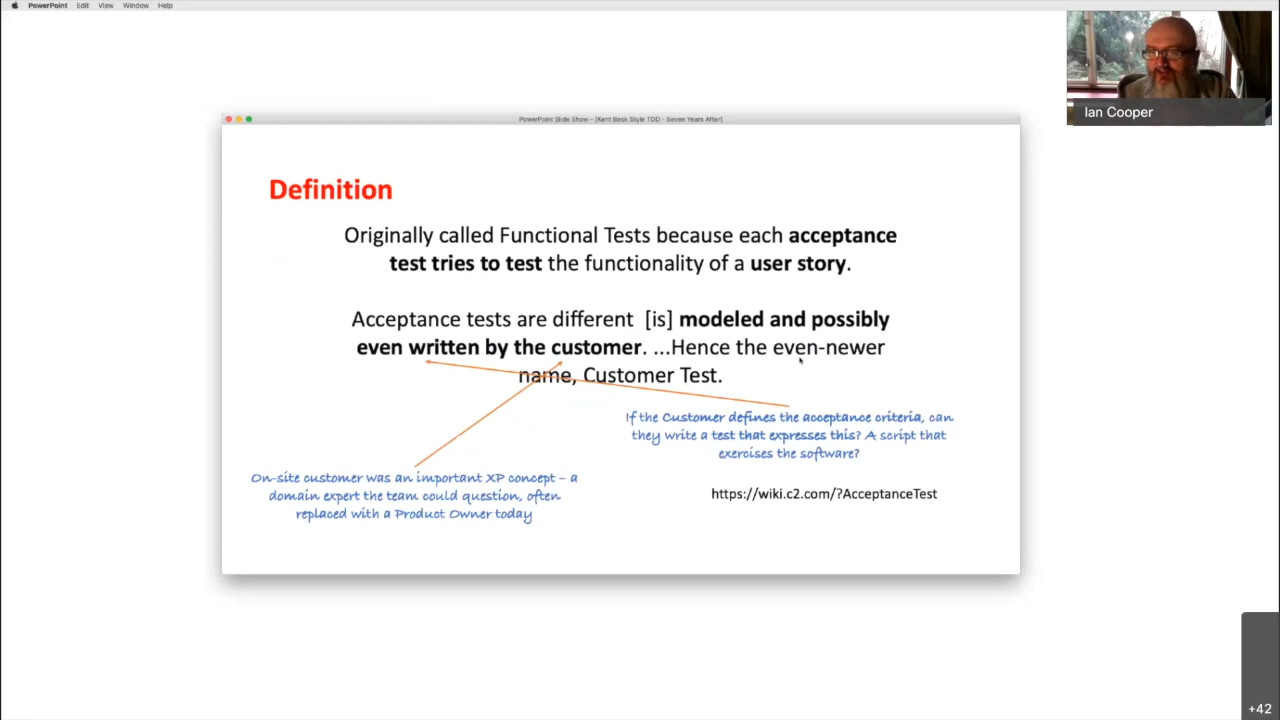 PowerPoint Edit View Window Help
Ian Cooper
PowerPoint Slide Show - [Kent Beck Style TDD - Seven Years After]
Definition
Originally called Functional Tests because each acceptance
test tries to test the functionality of a user story.
Acceptance tests are different [is] modeled and possibly
even written by the customer. ...Hence the even-newer
name, Customer Test.
If the Customer defines the acceptance criteria, can
they write a test that expresses this? A script that
exercises the software?
On-site customer was an important XP concept – a
domain expert the team could question, often
replaced with a Product Owner today
https://wiki.c2.com/?AcceptanceTest
+42